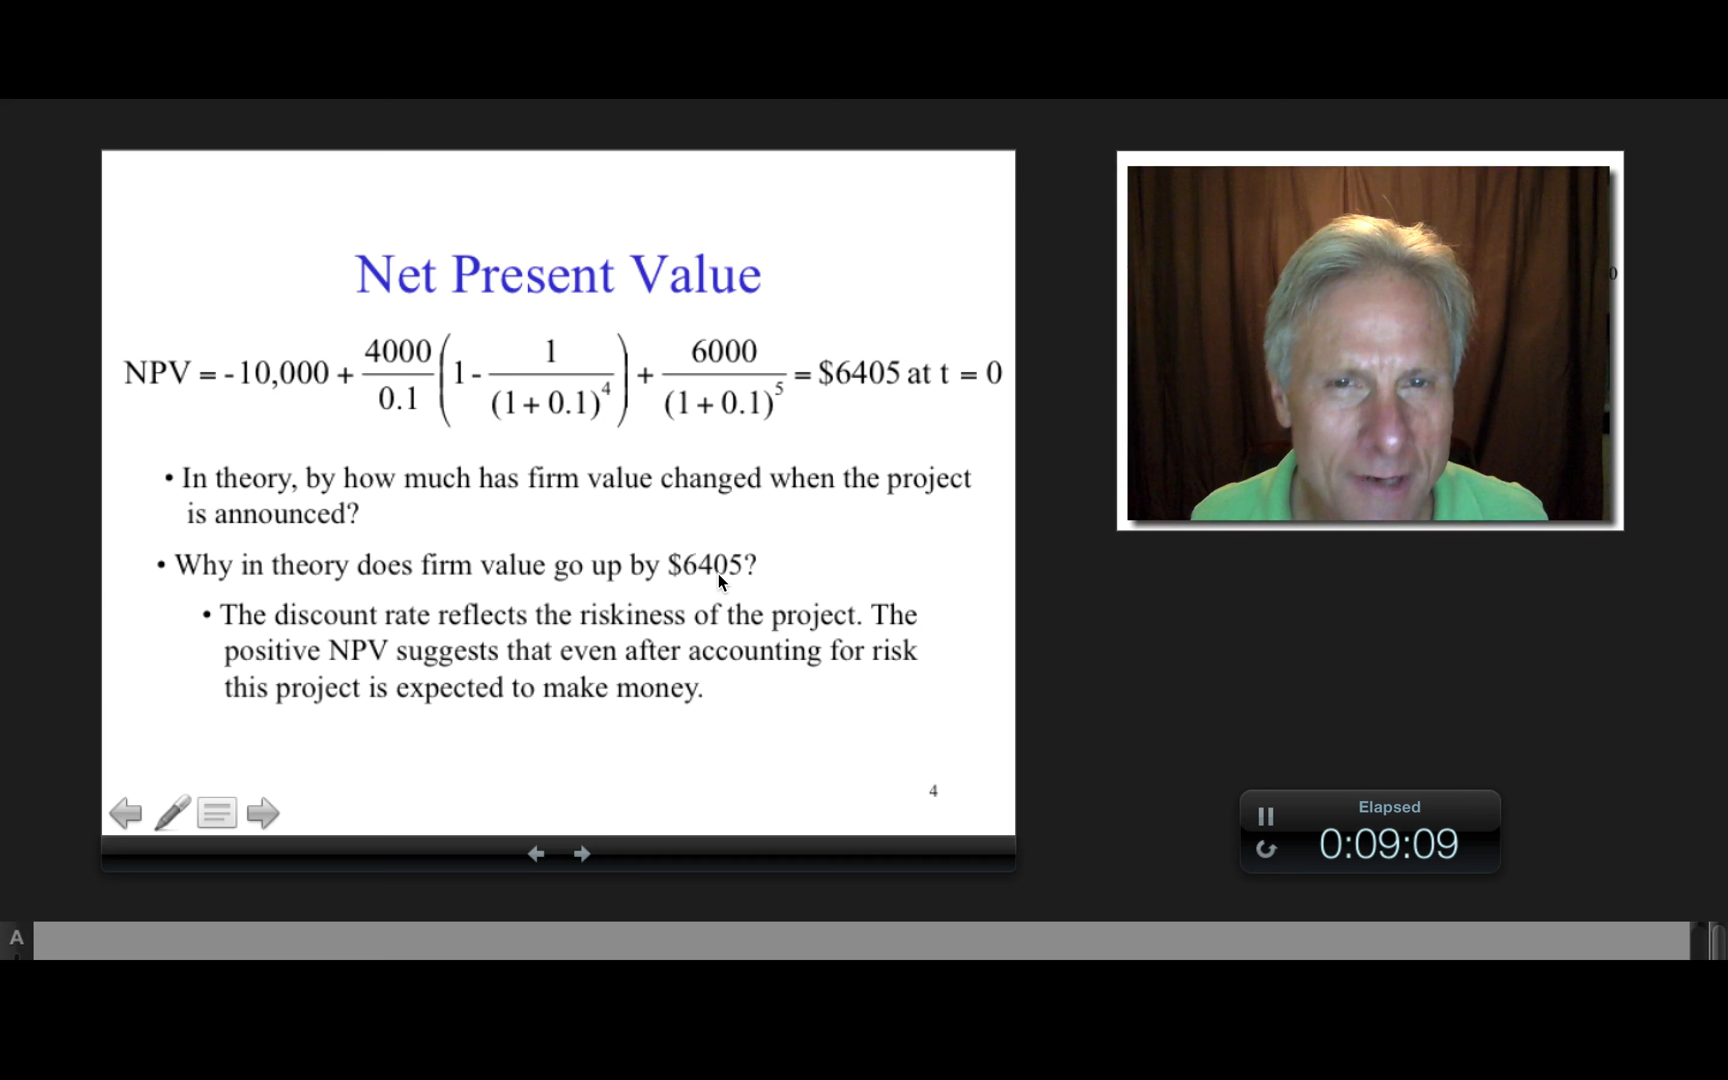 Net Present Value
NPV = -10,000 + 4000/0.1 (1 - 1/(1 + 0.1)^4) + 6000/(1 + 0.1)^5 = $6405 at t = 0
• In theory, by how much has firm value changed when the project
is announced?
• Why in theory does firm value go up by $6405?
• The discount rate reflects the riskiness of the project. The
positive NPV suggests that even after accounting for risk
this project is expected to make money.
4
0
Elapsed
0:09:09
A